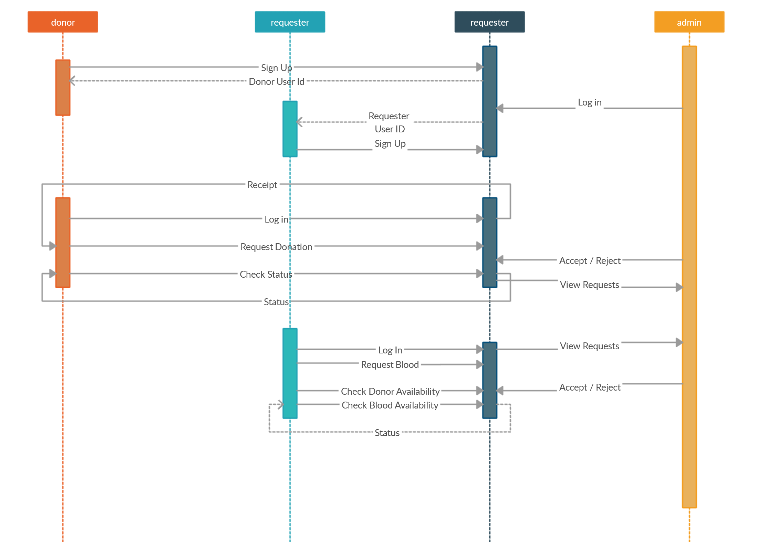 donor
requester
requester
admin
Sign Up
Donor User Id
Log in
Requester
User ID
Sign Up
Receipt
Log in
Request Donation
Accept / Reject
Check Status
View Requests
Status
Log In
View Requests
Request Blood
Accept / Reject
Check Donor Availability
Check Blood Availability
Status